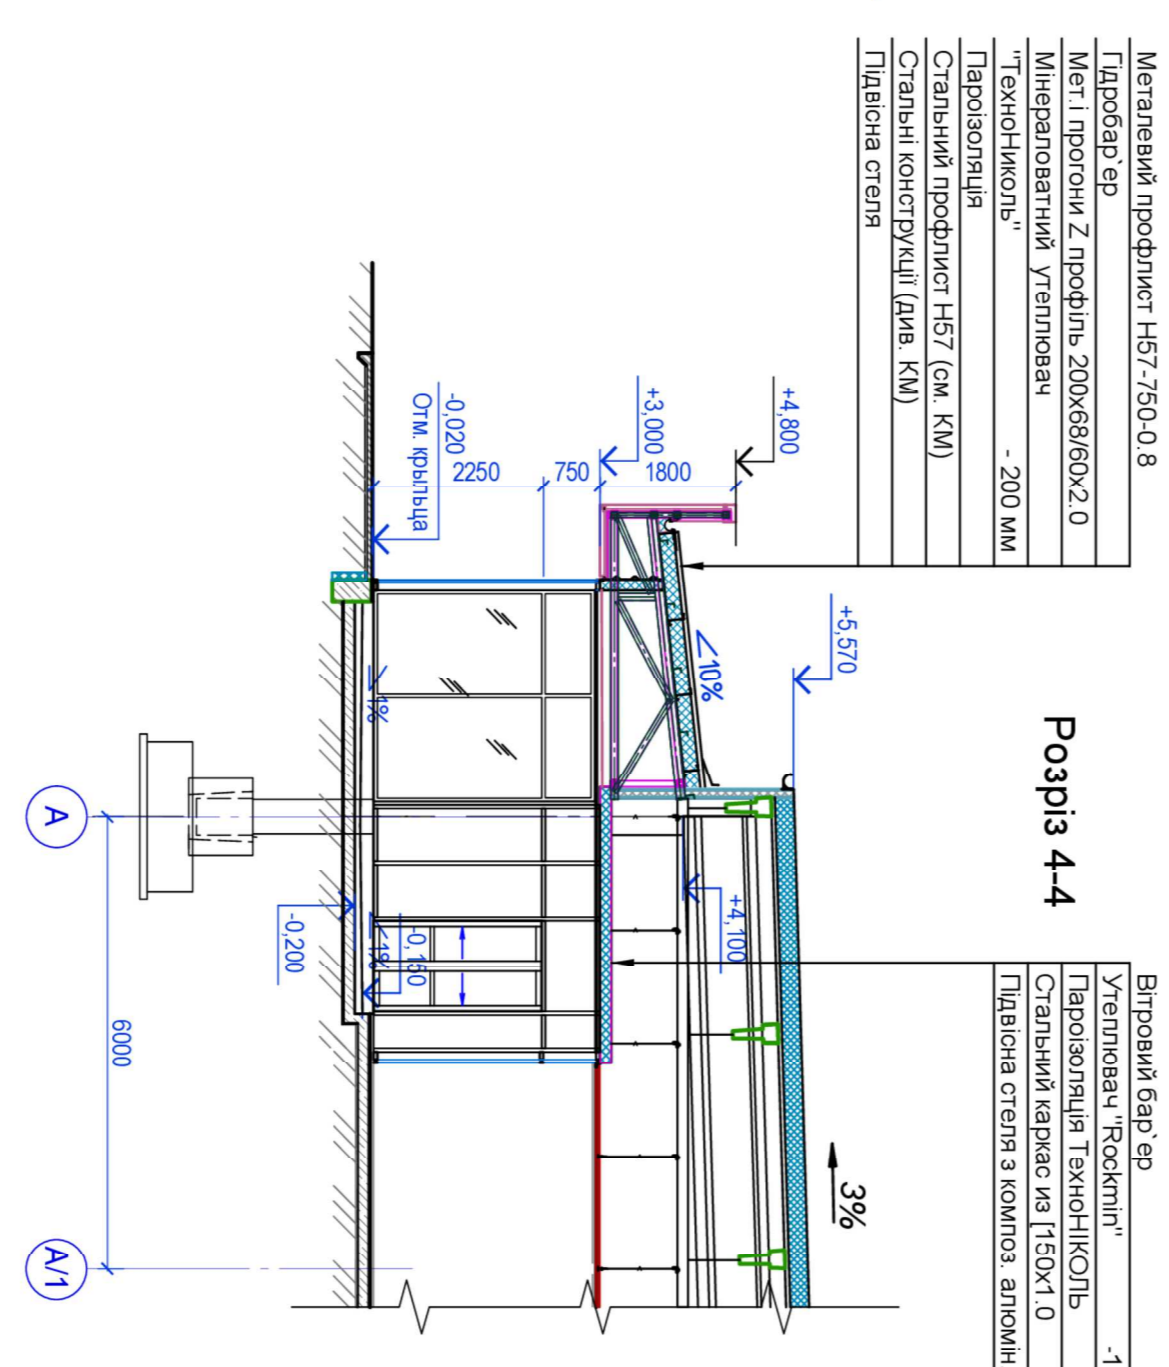 Металевий профлист Н57-750-0.8
Гідробар`ер
Мет.і прогони Z профіль 200х68/60х2.0
Мінераловатний утеплювач
"ТехноНиколь" - 200 мм
Пароізоляція
Стальний профлист Н57 (см. КМ)
Стальні конструкції (див. КМ)
Підвісна стеля
Розріз 4-4
Вітровий бар`ер
Утеплювач "Rockmin" -1
Пароізоляція ТехноНІКОЛЬ
Стальний каркас из [150х1.0
Підвісна стеля з композ. алюмін
+5,570
+4,800
+3,000
1800
750
2250
-0,020
Отм. крыльца
10%
3%
+4,100
1%
-0,150
1%
-0,200
6000
А
А/1